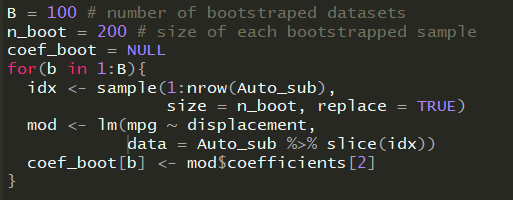 B = 100 # number of bootstraped datasets
n_boot = 200 # size of each bootstrapped sample
coef_boot = NULL
for(b in 1:B){
  idx <- sample(1:nrow(Auto_sub),
                size = n_boot, replace = TRUE)
  mod <- lm(mpg ~ displacement,
            data = Auto_sub %>% slice(idx))
  coef_boot[b] <- mod$coefficients[2]
}